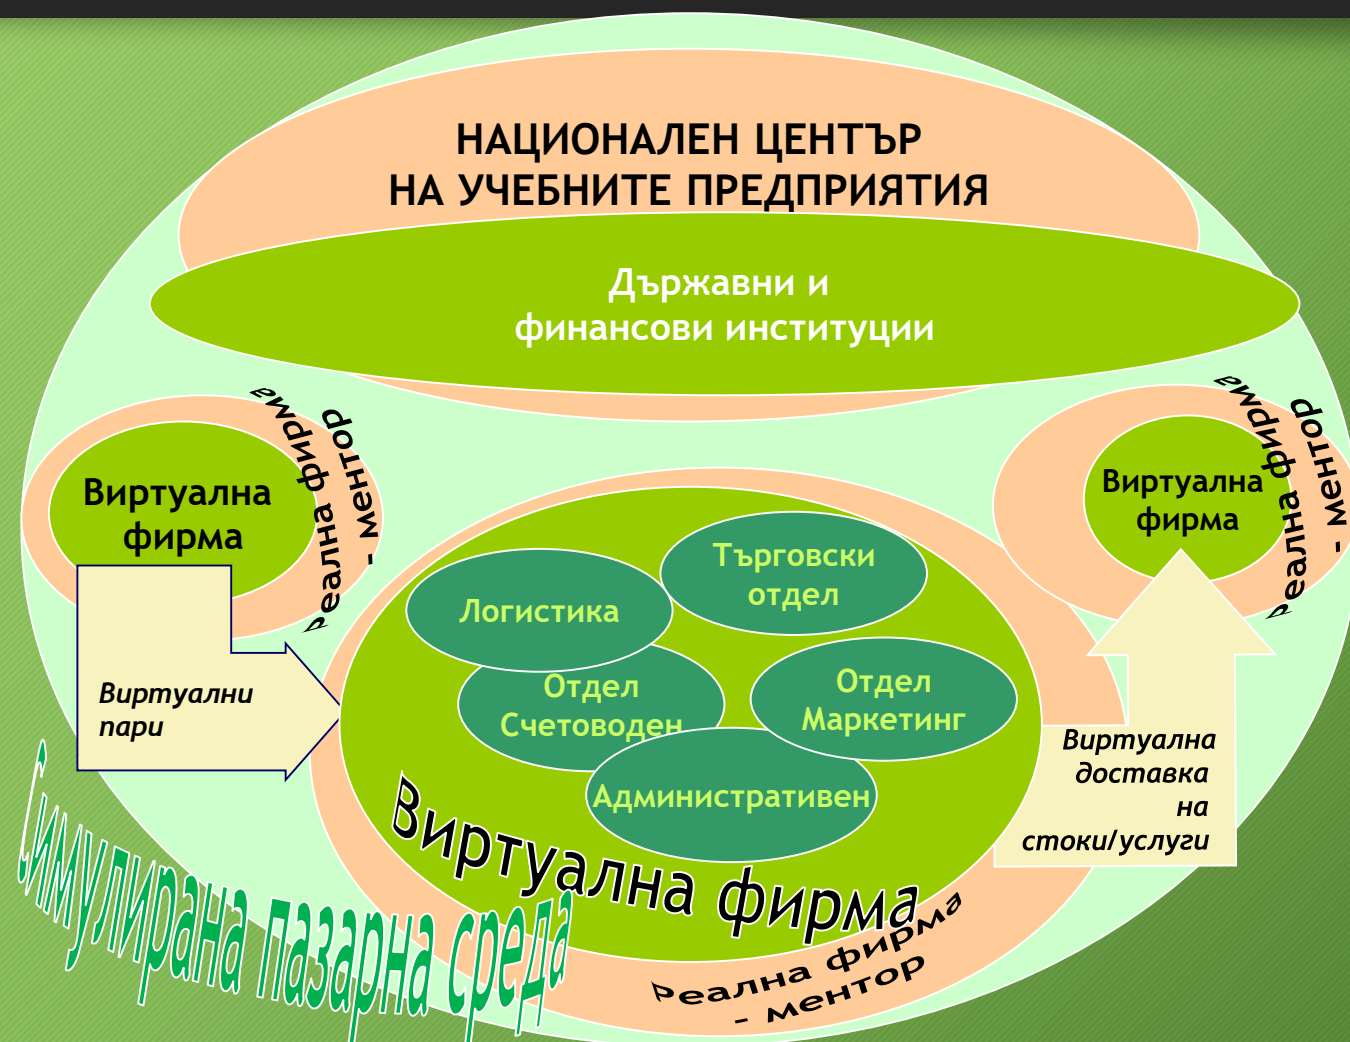 НАЦИОНАЛЕН ЦЕНТЪР
НА УЧЕБНИТЕ ПРЕДПРИЯТИЯ
Държавни и
финансови институции
Виртуална
фирма
Реална фирма
- ментор
Виртуална
фирма
Реална фирма
- ментор
Търговски
отдел
Логистика
Отдел
Счетоводен
Отдел
Маркетинг
Административен
Виртуални
пари
Виртуална
доставка
на
стоки/услуги
Виртуална фирма
Реална фирма
- ментор
Симулирана пазарна среда